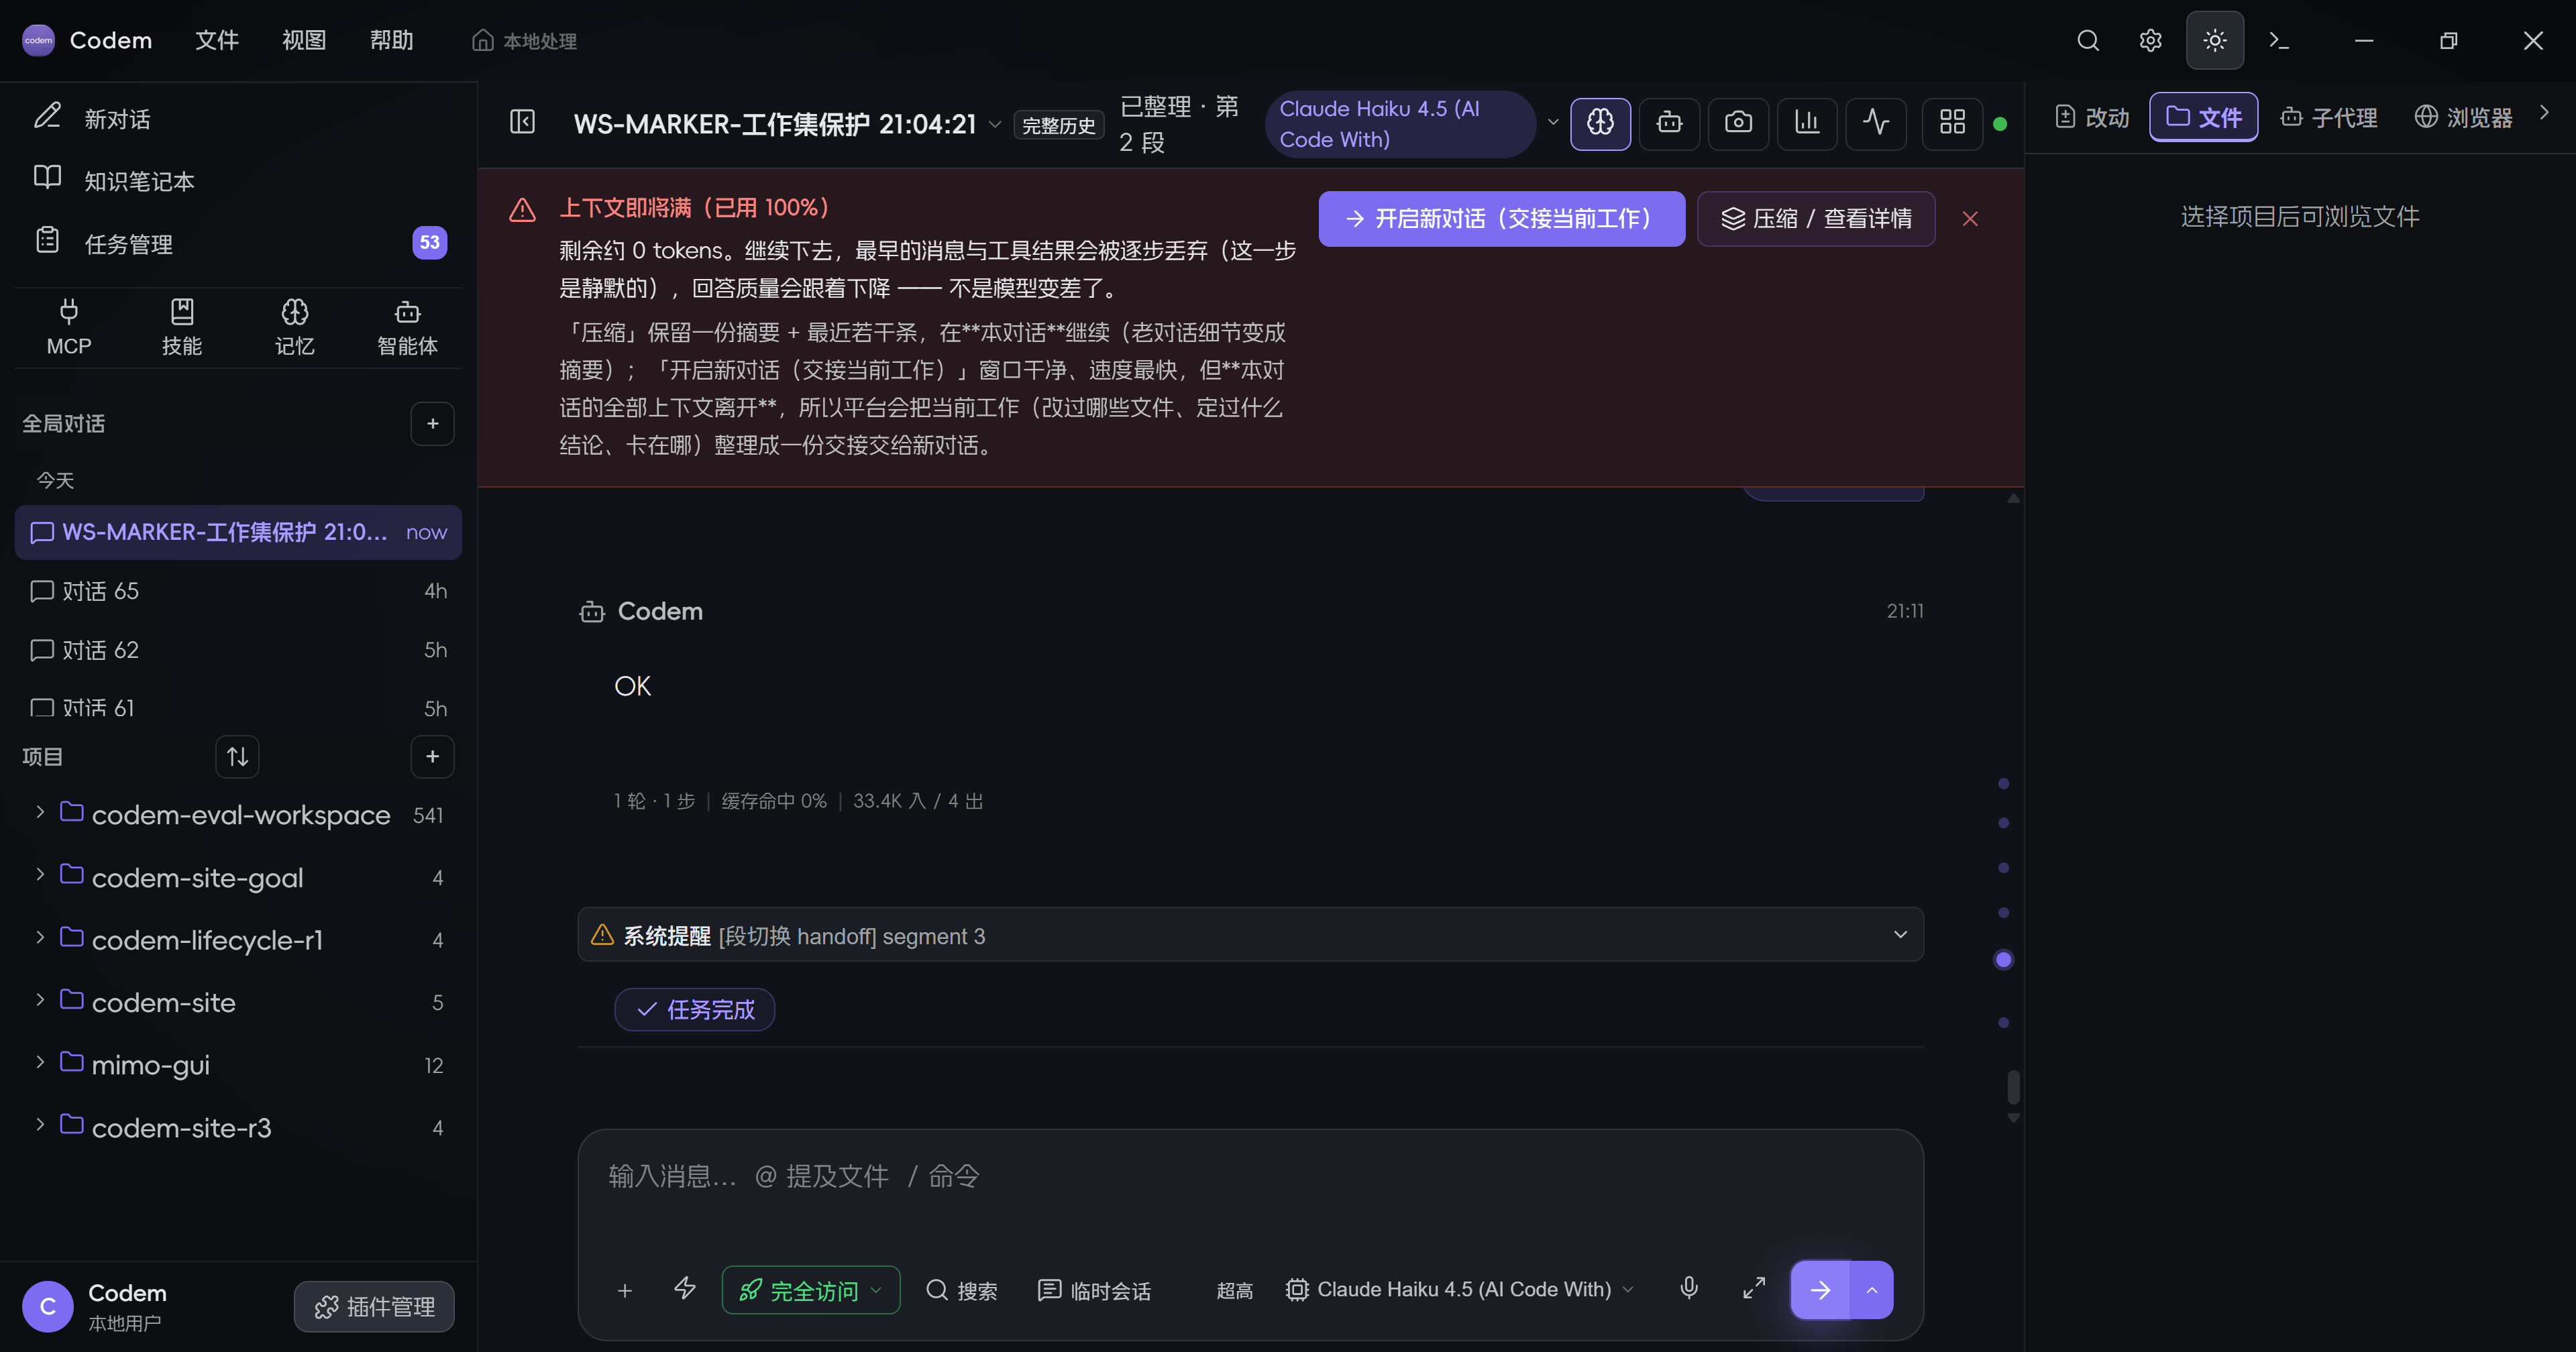 codem
Codem
文件
视图
帮助
本地处理
新对话
知识笔记本
任务管理
53
MCP
技能
记忆
智能体
全局对话
+
今天
WS-MARKER-工作集保护 21:0...
now
对话 65
4h
对话 62
5h
对话 61
5h
项目
+
codem-eval-workspace
541
codem-site-goal
4
codem-lifecycle-r1
4
codem-site
5
mimo-gui
12
codem-site-r3
4
C
Codem
本地用户
插件管理
WS-MARKER-工作集保护 21:04:21
完整历史
已整理 · 第
2 段
Claude Haiku 4.5 (AI
Code With)
上下文即将满（已用 100%）
剩余约 0 tokens。继续下去，最早的消息与工具结果会被逐步丢弃（这一步
是静默的），回答质量会跟着下降 —— 不是模型变差了。
「压缩」保留一份摘要 + 最近若干条，在**本对话**继续（老对话细节变成
摘要）；「开启新对话（交接当前工作）」窗口干净、速度最快，但**本对
话的全部上下文离开**，所以平台会把当前工作（改过哪些文件、定过什么
结论、卡在哪）整理成一份交接交给新对话。
开启新对话（交接当前工作）
压缩 / 查看详情
Codem
21:11
OK
1 轮 · 1 步 | 缓存命中 0% | 33.4K 入 / 4 出
系统提醒 [段切换 handoff] segment 3
任务完成
输入消息... @ 提及文件 / 命令
完全访问
搜索
临时会话
超高
Claude Haiku 4.5 (AI Code With)
改动
文件
子代理
浏览器
选择项目后可浏览文件